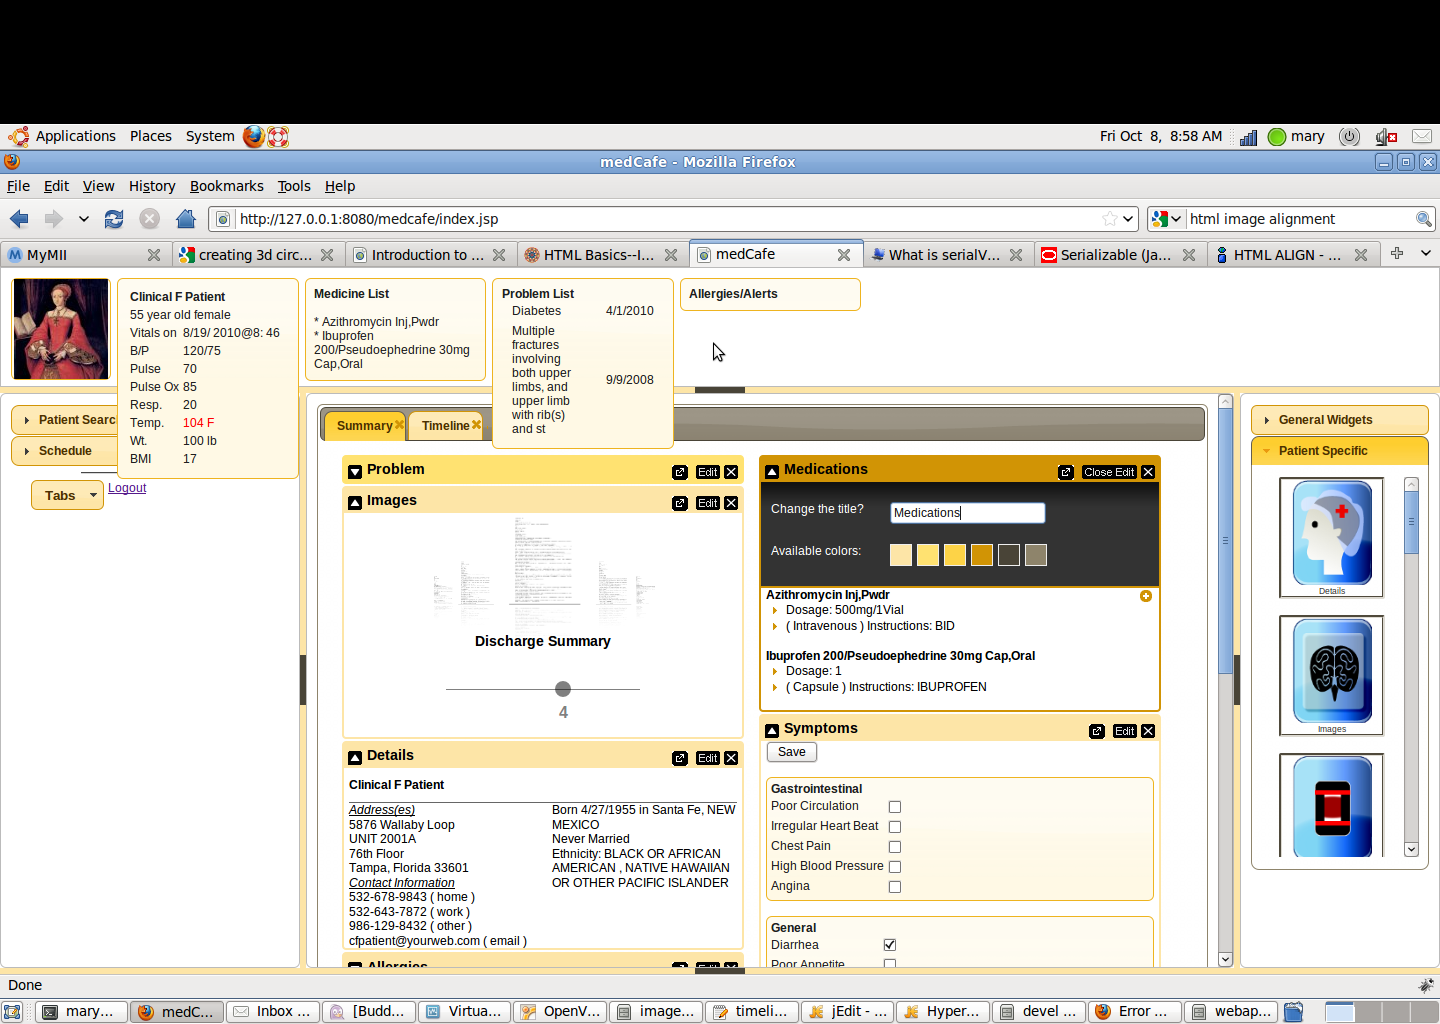 Applications Places System
Fri Oct 8, 8:58 AM mary
medCafe - Mozilla Firefox
File Edit View History Bookmarks Tools Help
http://127.0.0.1:8080/medcafe/index.jsp
html image alignment
MyMII
creating 3d circ...
Introduction to ...
HTML Basics--I...
medCafe
What is serialV...
Serializable (Ja...
HTML ALIGN - ...
Clinical F Patient
55 year old female
Vitals on 8/19/ 2010@8: 46
B/P 120/75
Pulse 70
Pulse Ox 85
Resp. 20
Temp. 104 F
Wt. 100 lb
BMI 17
Medicine List
* Azithromycin Inj,Pwdr
* Ibuprofen
200/Pseudoephedrine 30mg
Cap,Oral
Problem List
Diabetes 4/1/2010
Multiple
fractures
involving
both upper
limbs, and 9/9/2008
upper limb
with rib(s)
and st
Allergies/Alerts
Patient Searc
Schedule
Tabs
Logout
Summary
Timeline
Problem
Edit
Images
Edit
Discharge Summary
4
Details
Edit
Clinical F Patient
Address(es)
5876 Wallaby Loop
UNIT 2001A
76th Floor
Tampa, Florida 33601
Contact Information
532-678-9843 ( home )
532-643-7872 ( work )
986-129-8432 ( other )
cfpatient@yourweb.com ( email )
Born 4/27/1955 in Santa Fe, NEW
MEXICO
Never Married
Ethnicity: BLACK OR AFRICAN
AMERICAN , NATIVE HAWAIIAN
OR OTHER PACIFIC ISLANDER
Allergies
Edit
Medications
Close Edit
Change the title? Medications
Available colors:
Azithromycin Inj,Pwdr
Dosage: 500mg/1Vial
( Intravenous ) Instructions: BID
Ibuprofen 200/Pseudoephedrine 30mg Cap,Oral
Dosage: 1
( Capsule ) Instructions: IBUPROFEN
Symptoms
Edit
Save
Gastrointestinal
Poor Circulation
Irregular Heart Beat
Chest Pain
High Blood Pressure
Angina
General
Diarrhea
Poor Appetite
Edit
General Widgets
Patient Specific
Details
Images
Done
mary...
medC...
Inbox ...
[Budd...
Virtua...
OpenV...
image...
timeli...
jEdit - ...
Hyper...
devel ...
Error ...
webap...